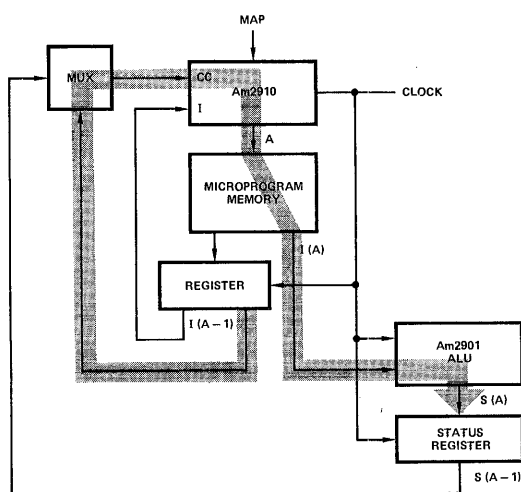 MAP
MUX
CC
Am2910
I
CLOCK
A
MICROPROGRAM
MEMORY
I (A)
REGISTER
I (A – 1)
Am2901
ALU
S (A)
STATUS
REGISTER
S (A – 1)